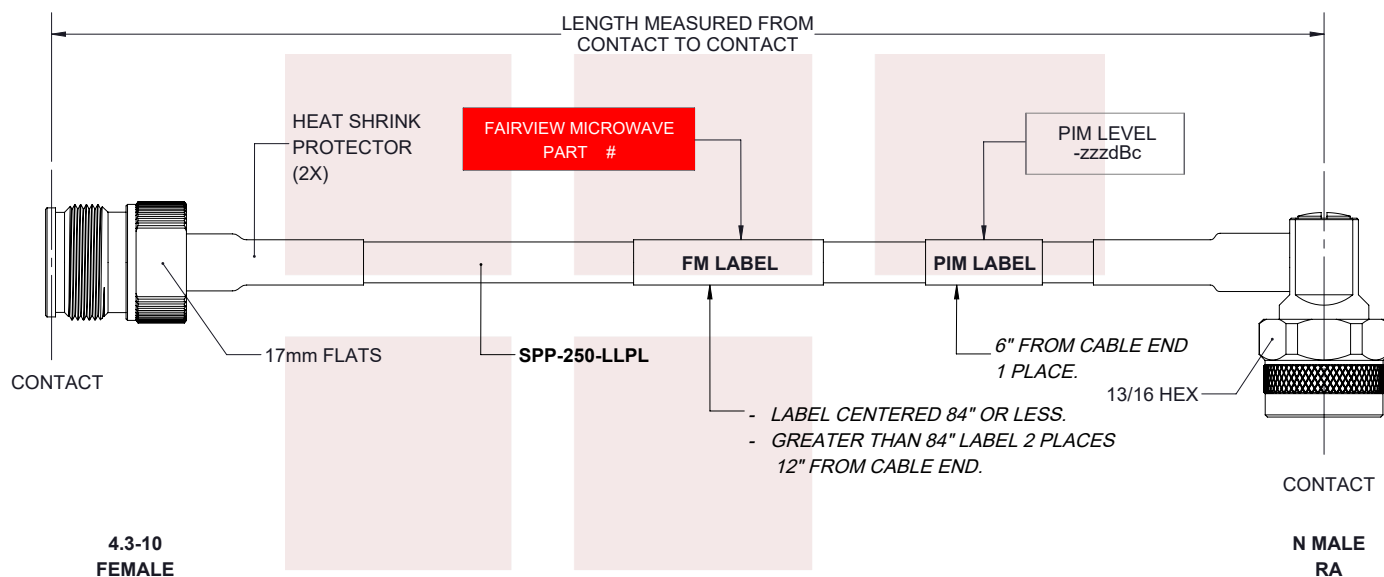 LENGTH MEASURED FROM
CONTACT TO CONTACT
HEAT SHRINK
PROTECTOR
(2X)
FAIRVIEW MICROWAVE
PART #
PIM LEVEL
-zzzdBc
FM LABEL
PIM LABEL
17mm FLATS
SPP-250-LLPL
6" FROM CABLE END
1 PLACE.
13/16 HEX
CONTACT
- LABEL CENTERED 84" OR LESS.
- GREATER THAN 84" LABEL 2 PLACES
12" FROM CABLE END.
CONTACT
4.3-10
FEMALE
N MALE
RA